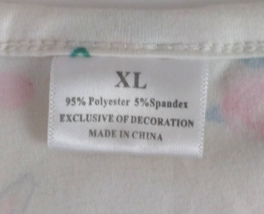 XL
95% Polyester 5%Spandex
EXCLUSIVE OF DECORATION
MADE IN CHINA